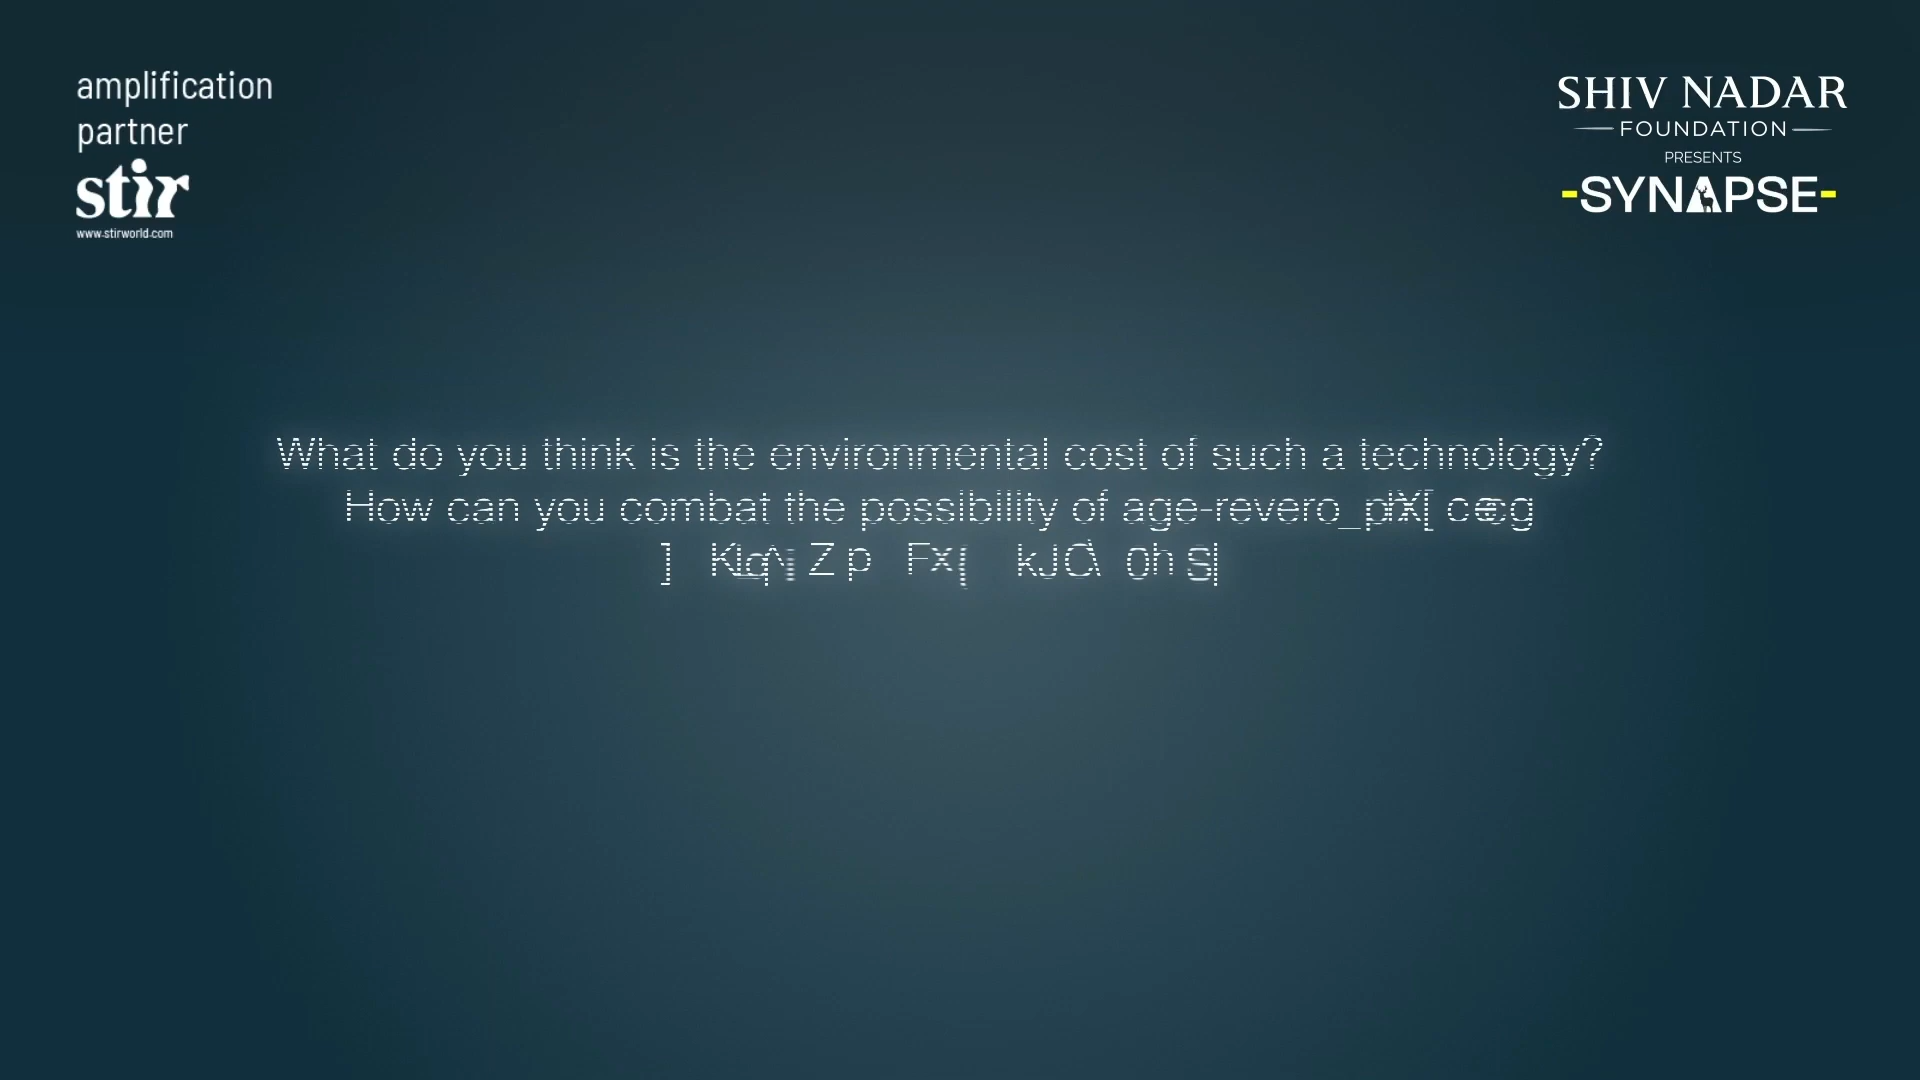 amplification
partner
stir
www.stirworld.com
SHIV NADAR
FOUNDATION
PRESENTS
-SYNAPSE-
What do you think is the environmental cost of such a technology?
How can you combat the possibility of